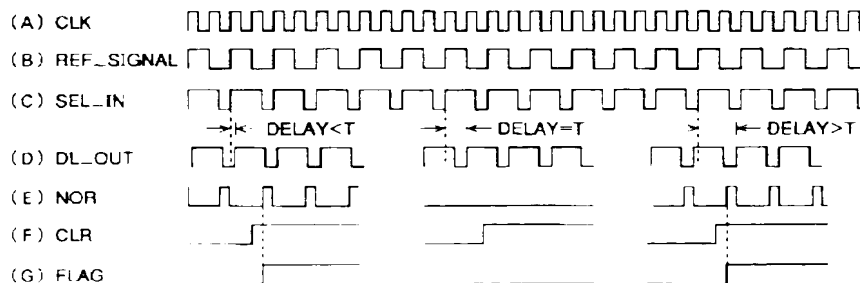 (A) CLK
(B) REF_SIGNAL
(C) SEL_IN
DELAY<T DELAY=T DELAY>T
(D) DL_OUT
(E) NOR
(F) CLR
(G) FLAG